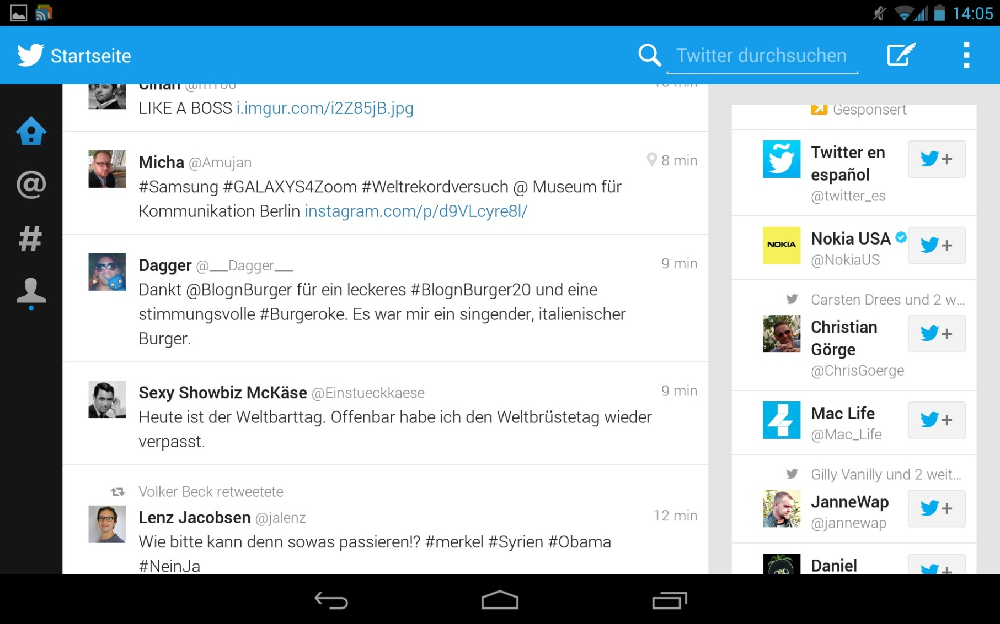 14:05
Startseite
Twitter durchsuchen
Cihan
LIKE A BOSS i.imgur.com/i2Z85jB.jpg
Micha @Amujan
8 min
#Samsung #GALAXYS4Zoom #Weltrekordversuch @ Museum für
Kommunikation Berlin instagram.com/p/d9VLcyre8l/
Dagger @___Dagger___
9 min
Dankt @BlognBurger für ein leckeres #BlognBurger20 und eine
stimmungsvolle #Burgeroke. Es war mir ein singender, italienischer
Burger.
Sexy Showbiz McKäse @Einstueckkaese
9 min
Heute ist der Weltbarttag. Offenbar habe ich den Weltbrüstetag wieder
verpasst.
Volker Beck retweetete
Lenz Jacobsen @jalenz
12 min
Wie bitte kann denn sowas passieren!? #merkel #Syrien #Obama
#NeinJa
Gesponsert
Twitter en
español
@twitter_es
NOKIA
Nokia USA
@NokiaUS
Carsten Drees und 2 w...
Christian
Görge
@ChrisGoerge
Mac Life
@Mac_Life
Gilly Vanilly und 2 weit...
JanneWap
@jannewap
Daniel